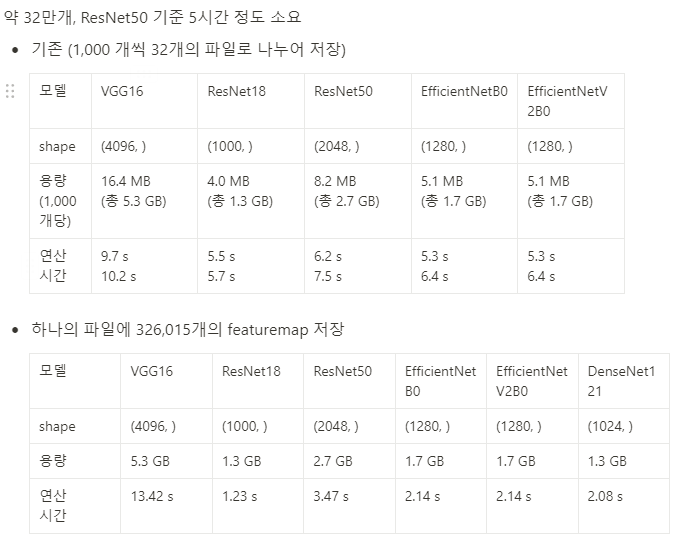 약 32만개, ResNet50 기준 5시간 정도 소요
• 기존 (1,000 개씩 32개의 파일로 나누어 저장)
모델 VGG16 ResNet18 ResNet50 EfficientNetB0 EfficientNetV
2B0
shape (4096, ) (1000, ) (2048, ) (1280, ) (1280, )
용량 16.4 MB 4.0 MB 8.2 MB 5.1 MB 5.1 MB
(1,000 (총 5.3 GB) (총 1.3 GB) (총 2.7 GB) (총 1.7 GB) (총 1.7 GB)
개당)
연산 9.7 s 5.5 s 6.2 s 5.3 s 5.3 s
시간 10.2 s 5.7 s 7.5 s 6.4 s 6.4 s
• 하나의 파일에 326,015개의 featuremap 저장
모델 VGG16 ResNet18 ResNet50 EfficientNet EfficientNet DenseNet1
B0 V2B0 21
shape (4096, ) (1000, ) (2048, ) (1280, ) (1280, ) (1024, )
용량 5.3 GB 1.3 GB 2.7 GB 1.7 GB 1.7 GB 1.3 GB
연산 13.42 s 1.23 s 3.47 s 2.14 s 2.14 s 2.08 s
시간